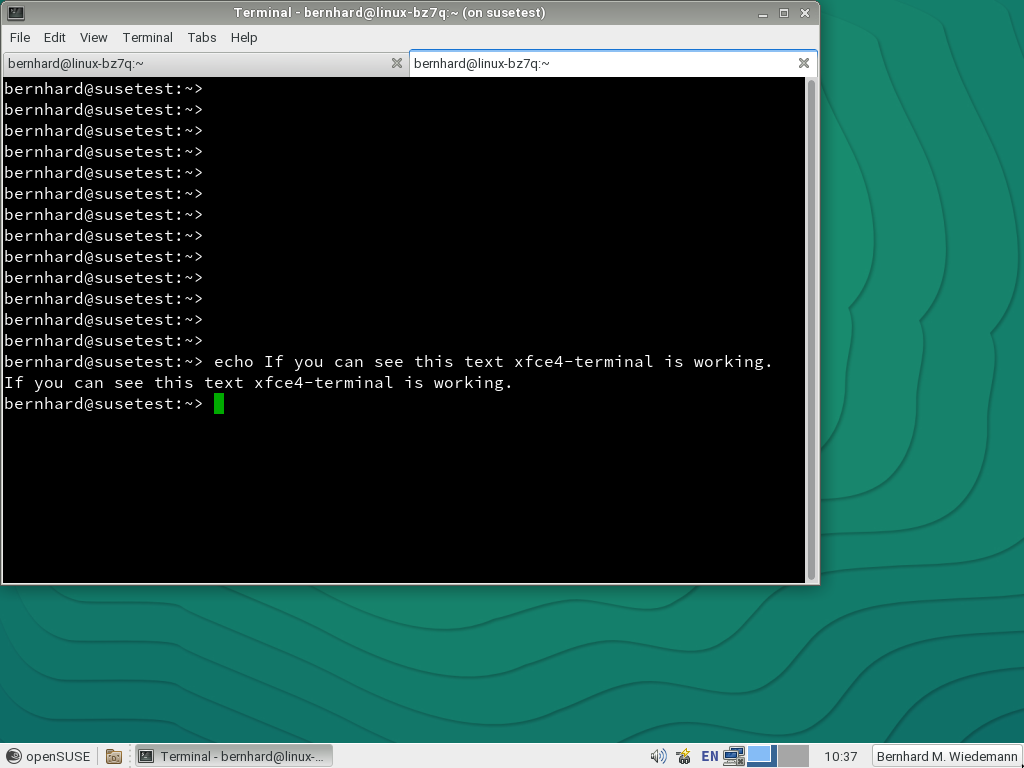 Terminal - bernhard@linux-bz7q:~ (on susetest)
File Edit View Terminal Tabs Help
bernhard@linux-bz7q:~ bernhard@linux-bz7q:~
bernhard@susetest:~>
bernhard@susetest:~>
bernhard@susetest:~>
bernhard@susetest:~>
bernhard@susetest:~>
bernhard@susetest:~>
bernhard@susetest:~>
bernhard@susetest:~>
bernhard@susetest:~>
bernhard@susetest:~>
bernhard@susetest:~>
bernhard@susetest:~>
bernhard@susetest:~>
bernhard@susetest:~> echo If you can see this text xfce4-terminal is working.
If you can see this text xfce4-terminal is working.
bernhard@susetest:~>
openSUSE Terminal - bernhard@linux-... EN 10:37 Bernhard M. Wiedemann